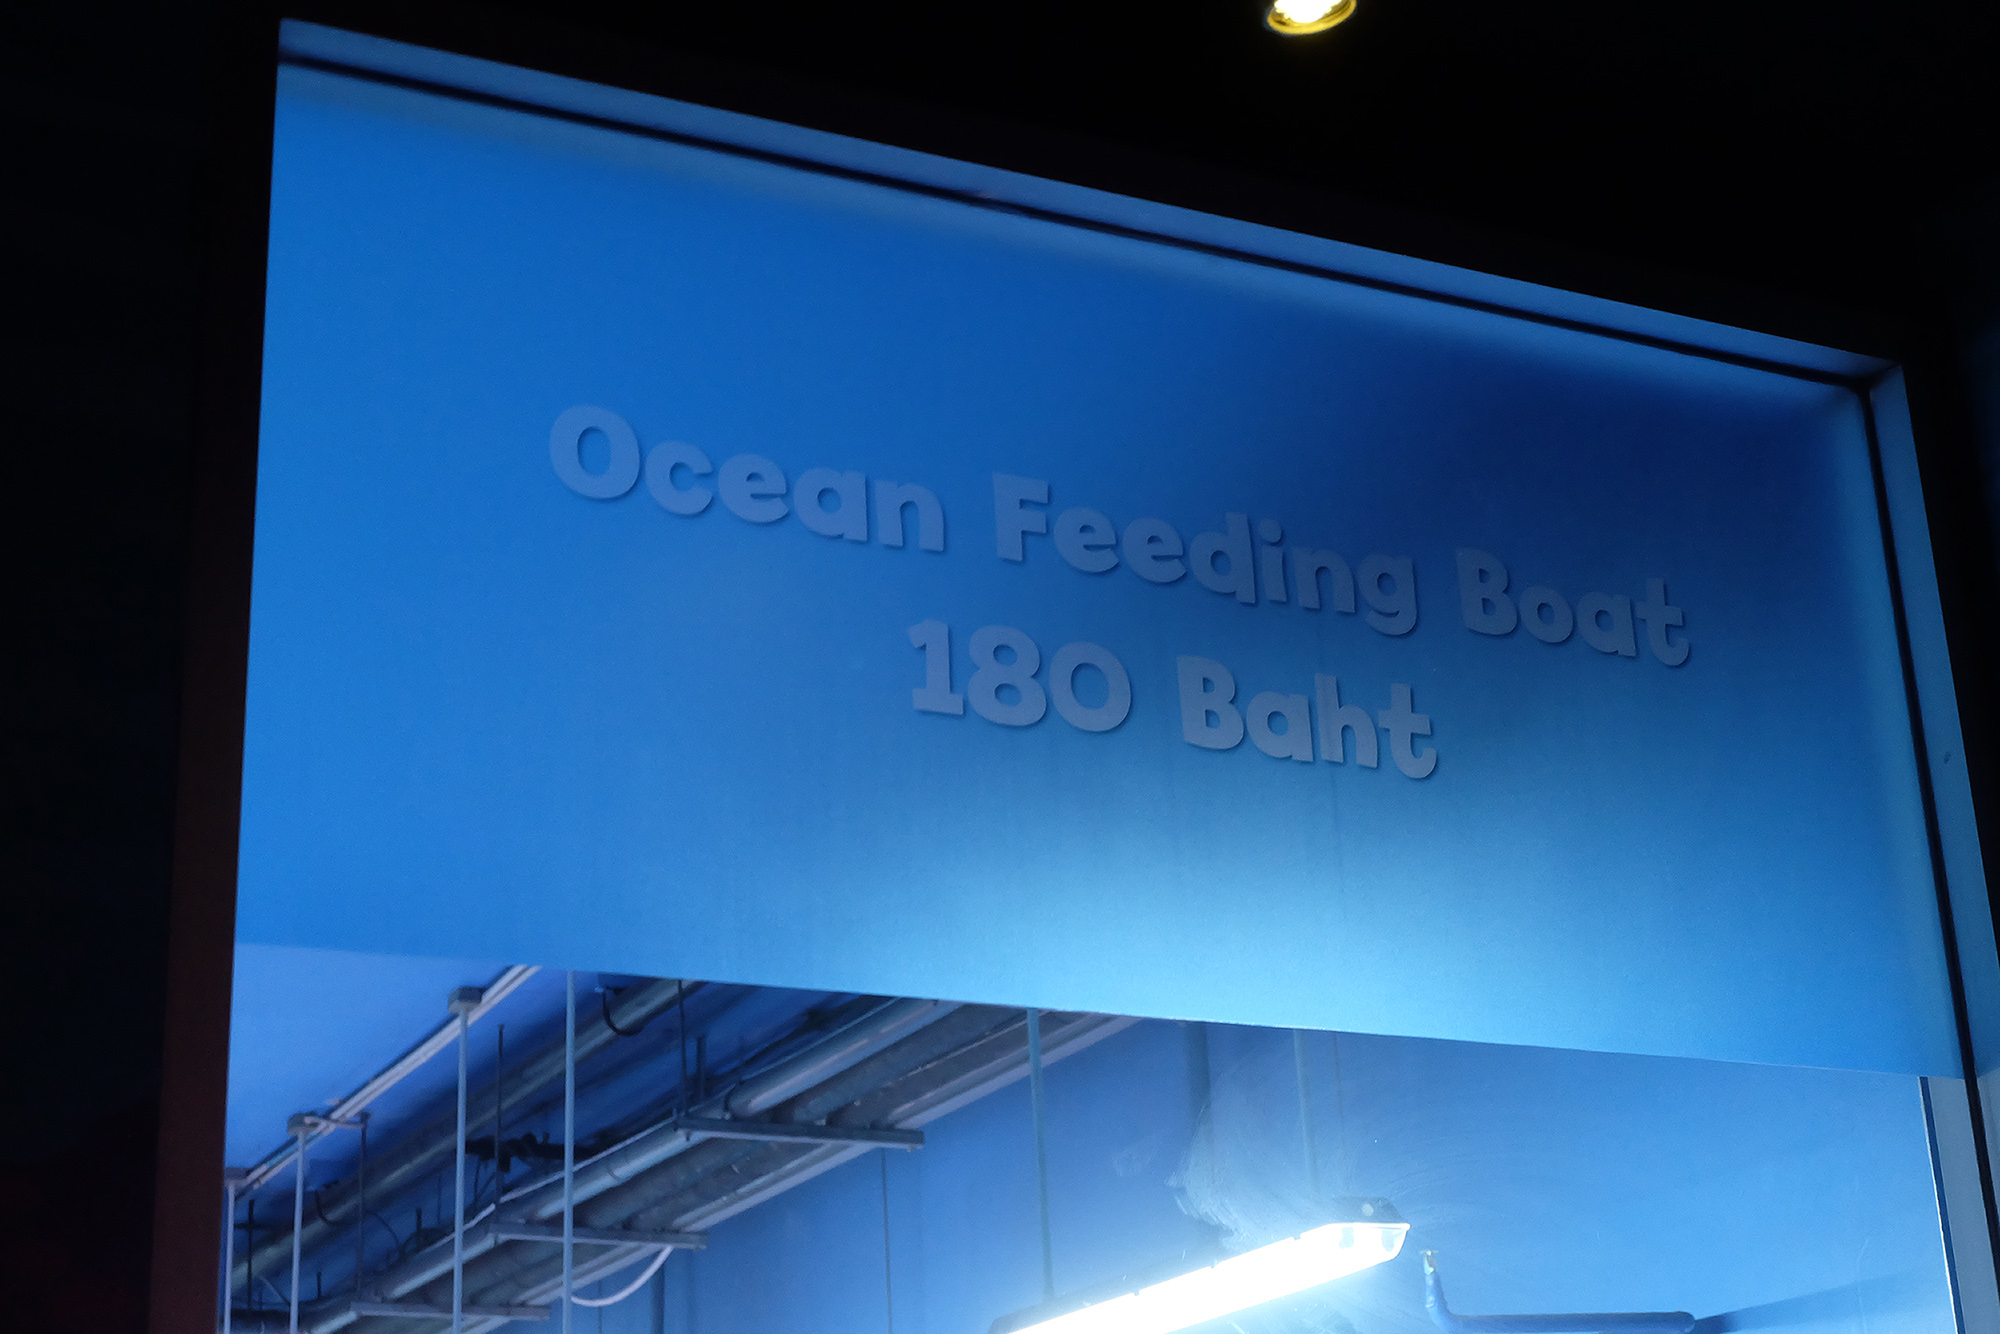 Ocean Feeding Boat
180 Baht